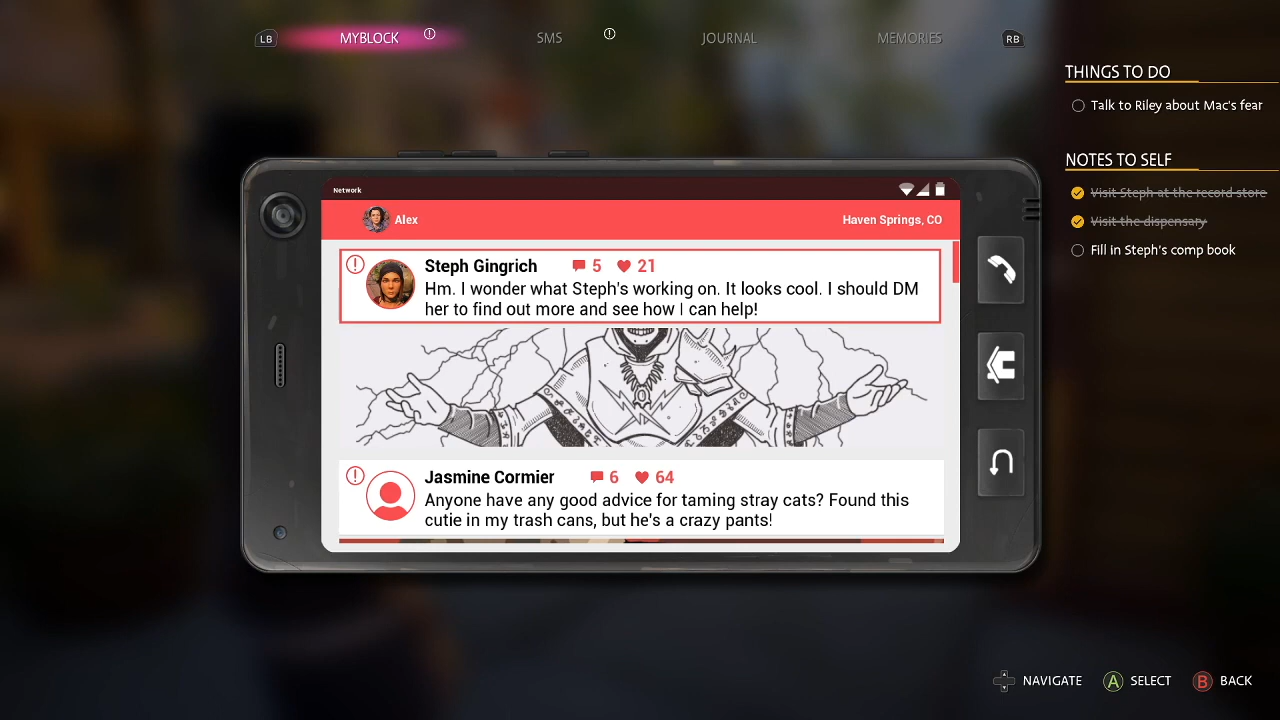 LB
MYBLOCK
SMS
JOURNAL
MEMORIES
RB
THINGS TO DO
Talk to Riley about Mac's fear
NOTES TO SELF
Visit Steph at the record store
Visit the dispensary
Fill in Steph's comp book
Network
Alex
Haven Springs, CO
Steph Gingrich 5 21
Hm. I wonder what Steph's working on. It looks cool. I should DM
her to find out more and see how I can help!
Jasmine Cormier 6 64
Anyone have any good advice for taming stray cats? Found this
cutie in my trash cans, but he's a crazy pants!
NAVIGATE
A SELECT
B BACK